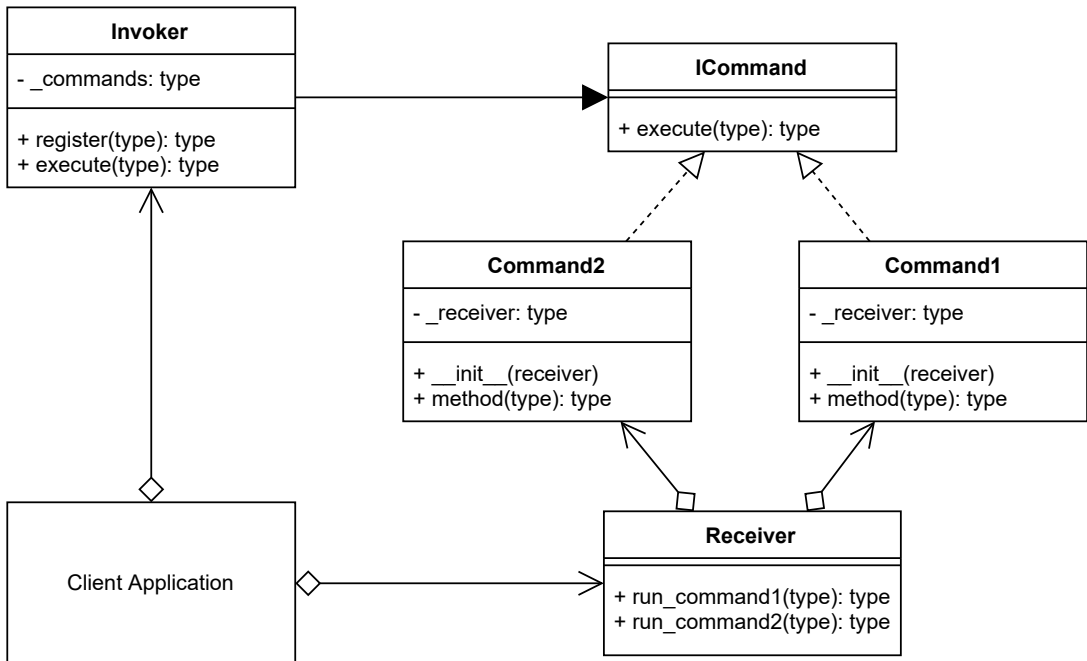 Invoker
- _commands: type
+ register(type): type
+ execute(type): type
ICommand
+ execute(type): type
Command2
- _receiver: type
+ __init__(receiver)
+ method(type): type
Command1
- _receiver: type
+ __init__(receiver)
+ method(type): type
Client Application
Receiver
+ run_command1(type): type
+ run_command2(type): type